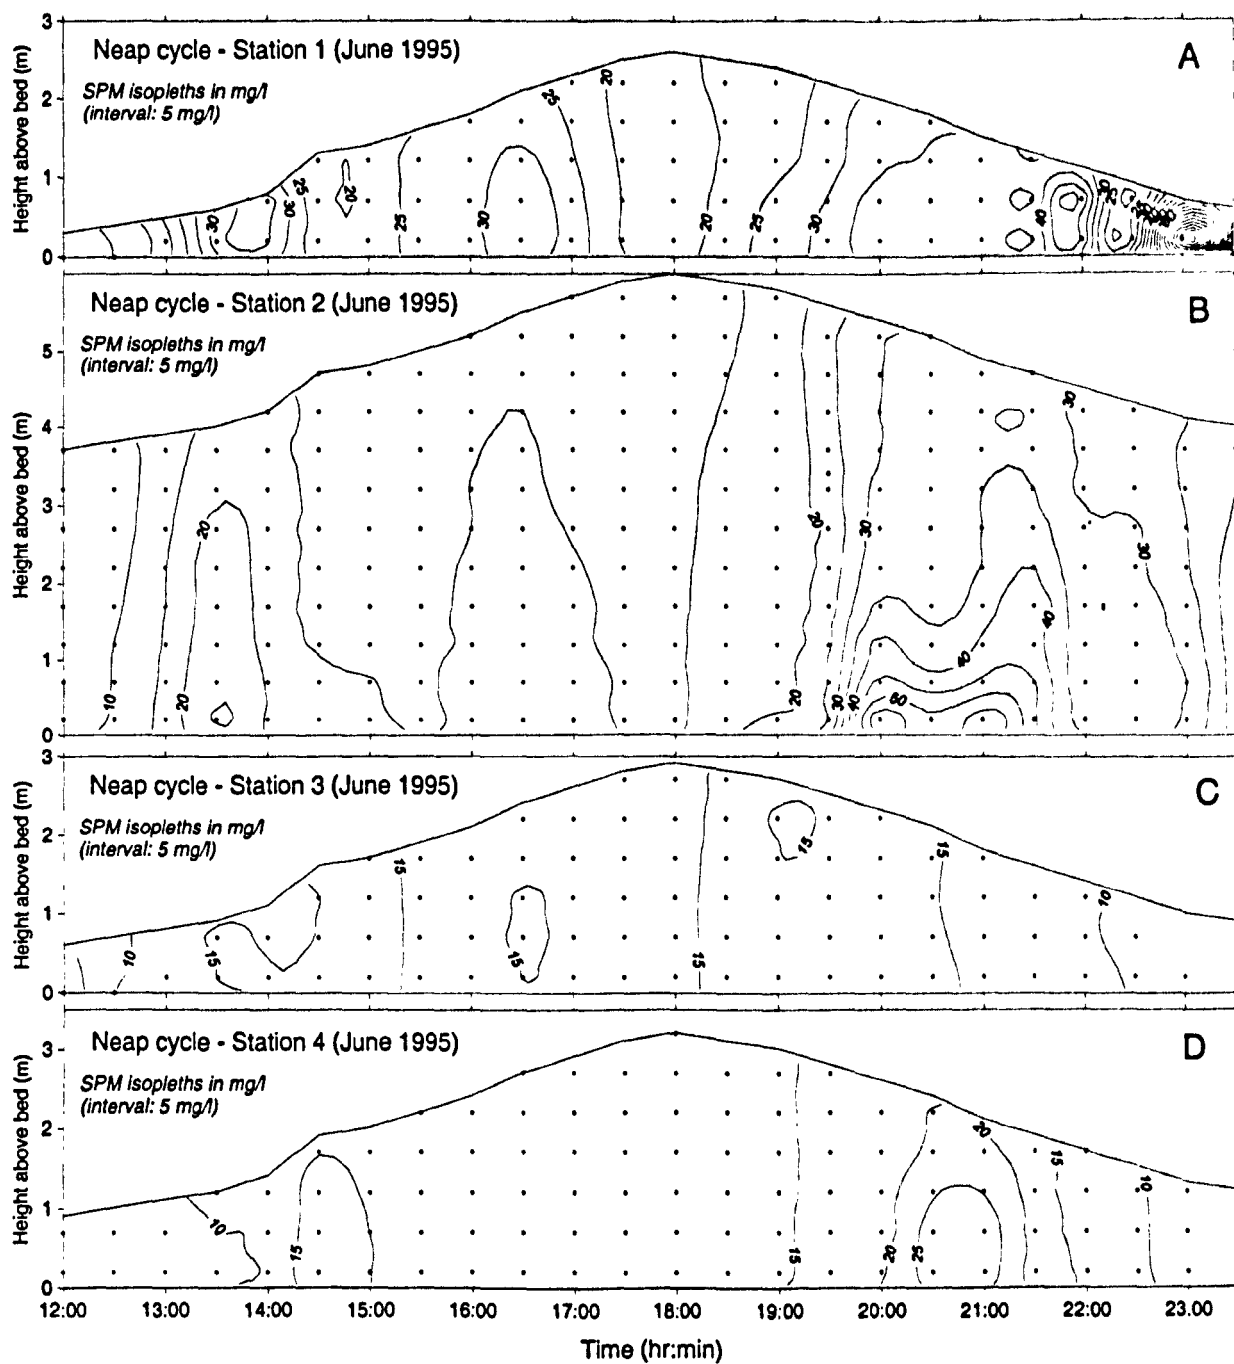 Neap cycle - Station 1 (June 1995)
A
SPM isopleths in mg/l
(interval: 5 mg/l)
Height above bed (m)
3
2
1
0
30
25
30
20
25
30
25
20
20
25
30
40
30
25
Neap cycle - Station 2 (June 1995)
B
SPM isopleths in mg/l
(interval: 5 mg/l)
Height above bed (m)
5
4
3
2
1
0
10
20
20
20
20
30
30
40
40
40
60
30
30
Neap cycle - Station 3 (June 1995)
C
SPM isopleths in mg/l
(interval: 5 mg/l)
Height above bed (m)
3
2
1
0
10
15
15
15
15
15
15
10
Neap cycle - Station 4 (June 1995)
D
SPM isopleths in mg/l
(interval: 5 mg/l)
Height above bed (m)
3
2
1
0
10
15
15
20
20
25
15
10
12:00 13:00 14:00 15:00 16:00 17:00 18:00 19:00 20:00 21:00 22:00 23.00
Time (hr:min)